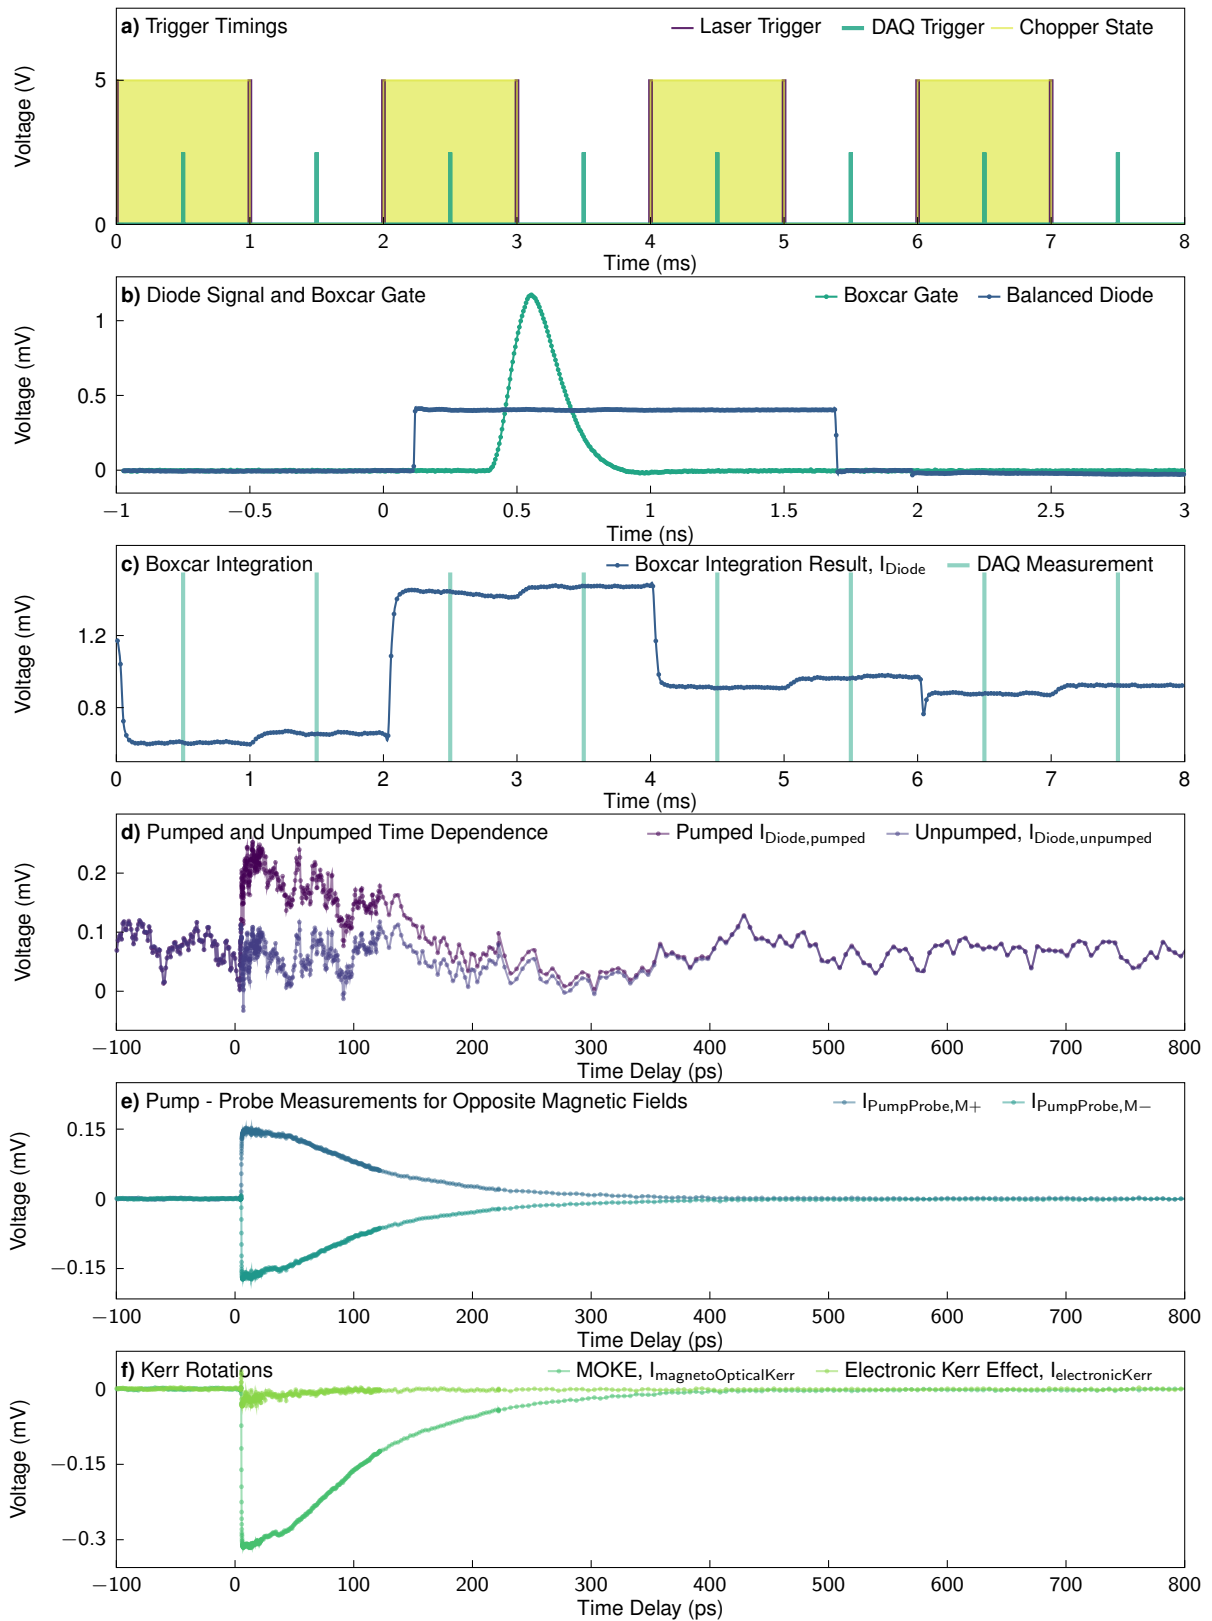 a) Trigger Timings
Laser Trigger DAQ Trigger Chopper State
Voltage (V)
5
0
0 1 2 3 4 5 6 7 8
Time (ms)
b) Diode Signal and Boxcar Gate
Boxcar Gate Balanced Diode
Voltage (mV)
1
0.5
0
−1 −0.5 0 0.5 1 1.5 2 2.5 3
Time (ns)
c) Boxcar Integration
Boxcar Integration Result, I_Diode DAQ Measurement
Voltage (mV)
1.2
0.8
0 1 2 3 4 5 6 7 8
Time (ms)
d) Pumped and Unpumped Time Dependence
Pumped I_Diode,pumped Unpumped, I_Diode,unpumped
Voltage (mV)
0.2
0.1
0
−100 0 100 200 300 400 500 600 700 800
Time Delay (ps)
e) Pump - Probe Measurements for Opposite Magnetic Fields
I_PumpProbe,M+ I_PumpProbe,M−
Voltage (mV)
0.15
0
−0.15
−100 0 100 200 300 400 500 600 700 800
Time Delay (ps)
f) Kerr Rotations
MOKE, I_magnetoOpticalKerr Electronic Kerr Effect, I_electronicKerr
Voltage (mV)
0
−0.15
−0.3
−100 0 100 200 300 400 500 600 700 800
Time Delay (ps)